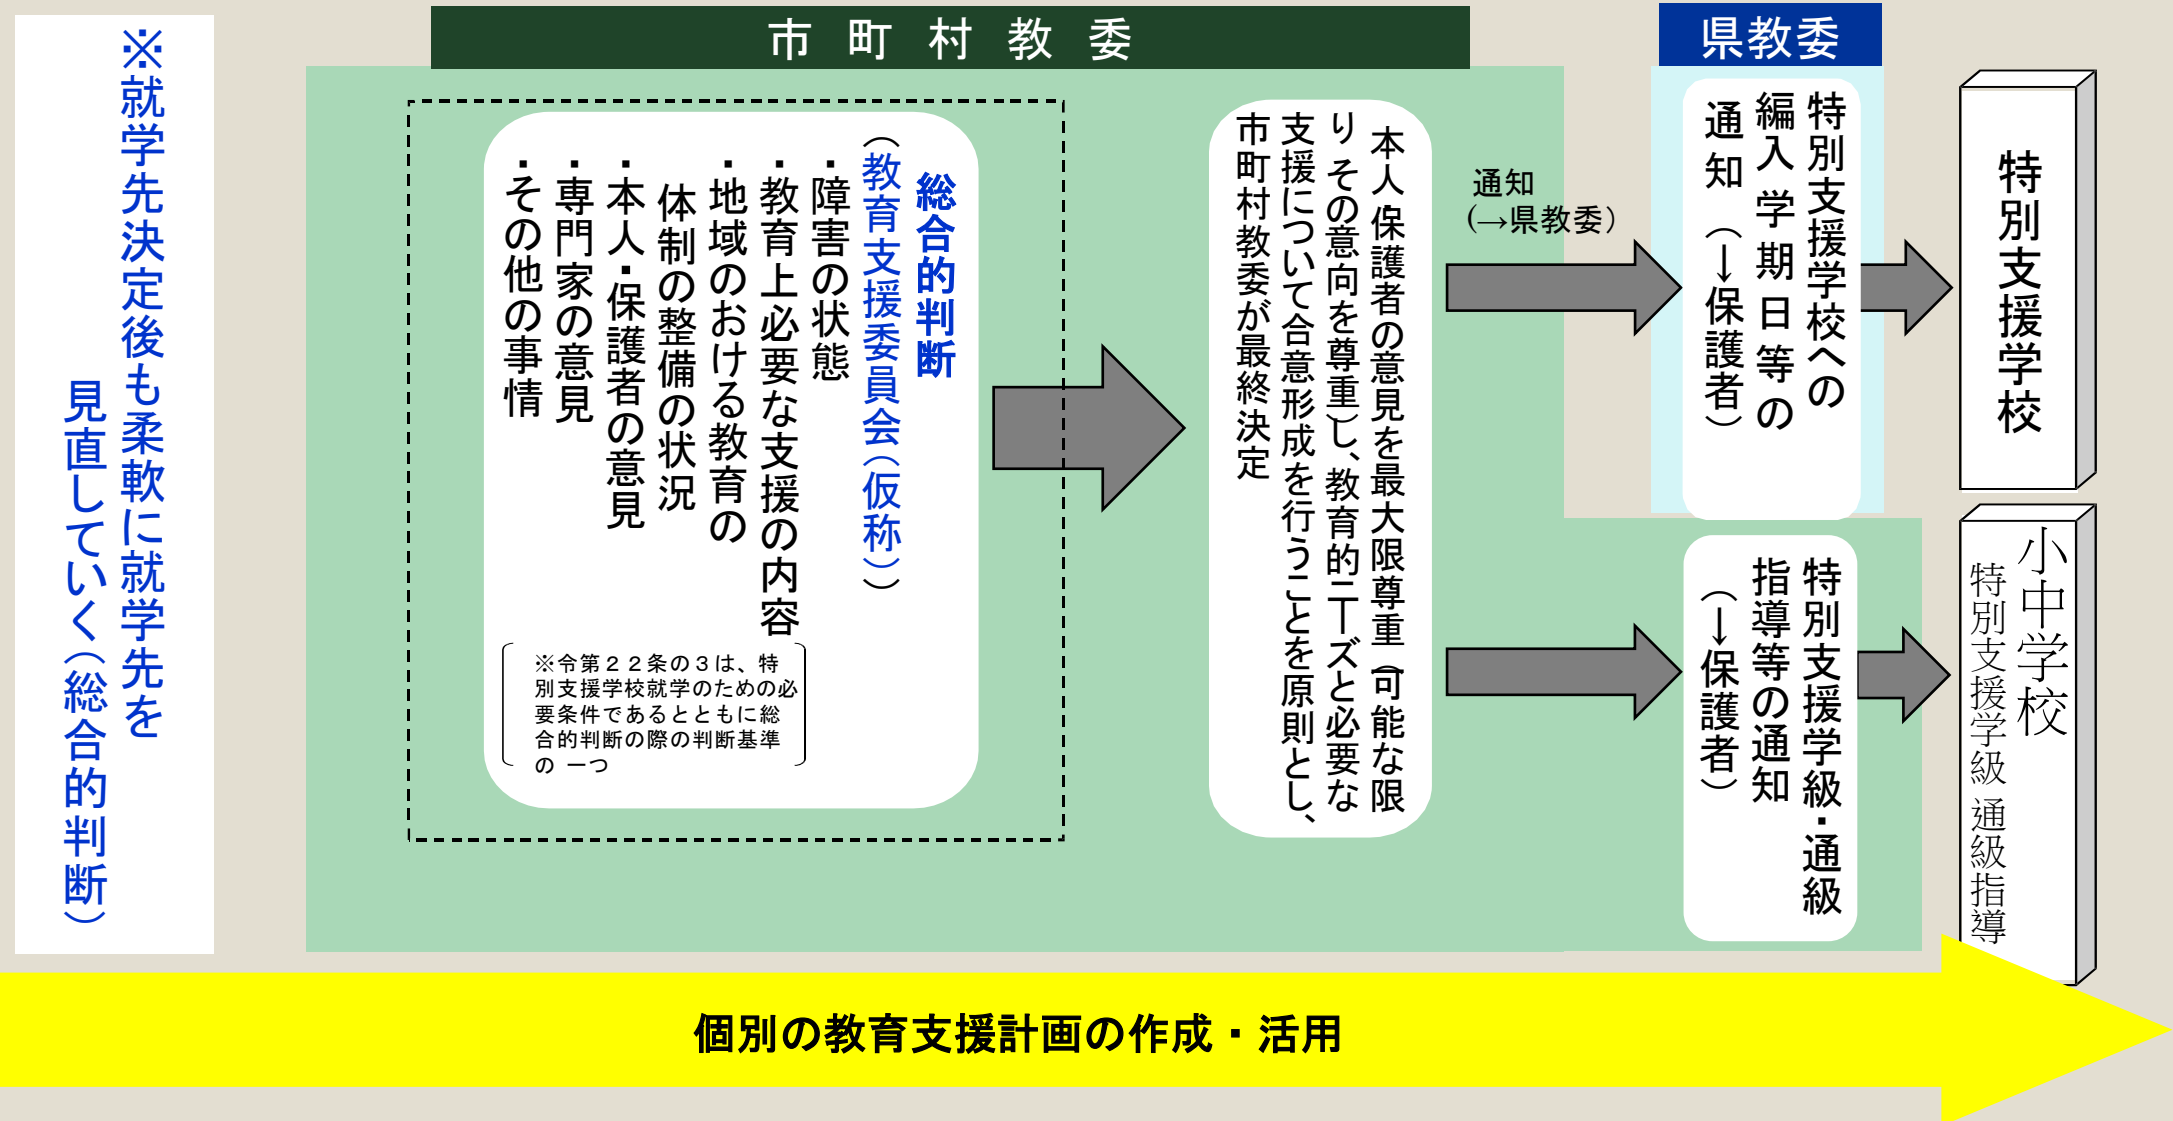 市町村教委
県教委
※就学先決定後も柔軟に就学先を
見直していく（総合的判断）
総合的判断
（教育支援委員会（仮称））
・障害の状態
・教育上必要な支援の内容
・地域のおける教育の
体制の整備の状況
・本人・保護者の意見
・専門家の意見
・その他の事情
※令第２２条の３は、特
別支援学校就学のための必
要条件であるとともに総
合的判断の際の判断基準
の 一つ
本人・保護者の意見を最大限尊重（可能な限
り その意向を尊重）し、教育的ニーズと必要な
支援について合意形成を行うことを原則とし、
市町村教委が最終決定
通知
(→県教委）
特別支援学校への
編入学期日等の
通知（→保護者）
特別支援学校
特別支援学級・通級
指導等の通知
（→保護者）
小中学校
特別支援学級 通級指導
個別の教育支援計画の作成・活用